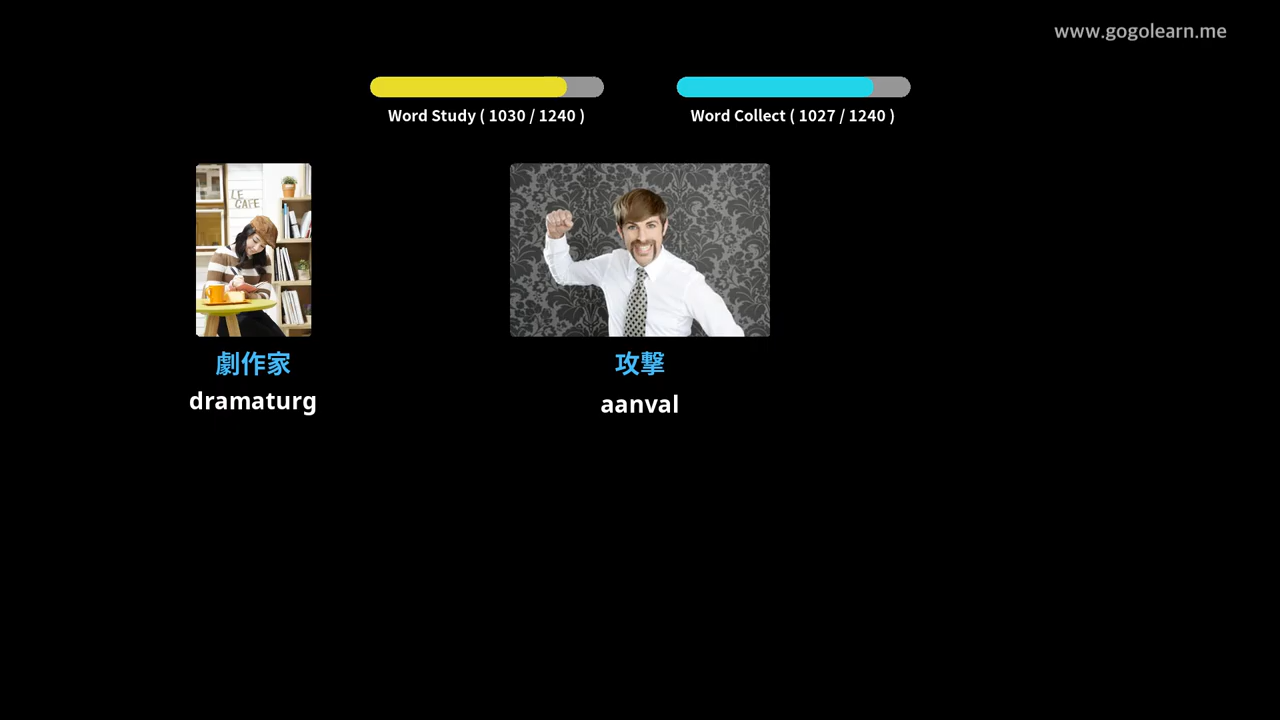 www.gogolearn.me
Word Study ( 1030 / 1240 )
Word Collect ( 1027 / 1240 )
LE
CAFE
劇作家
dramaturg
攻撃
aanval